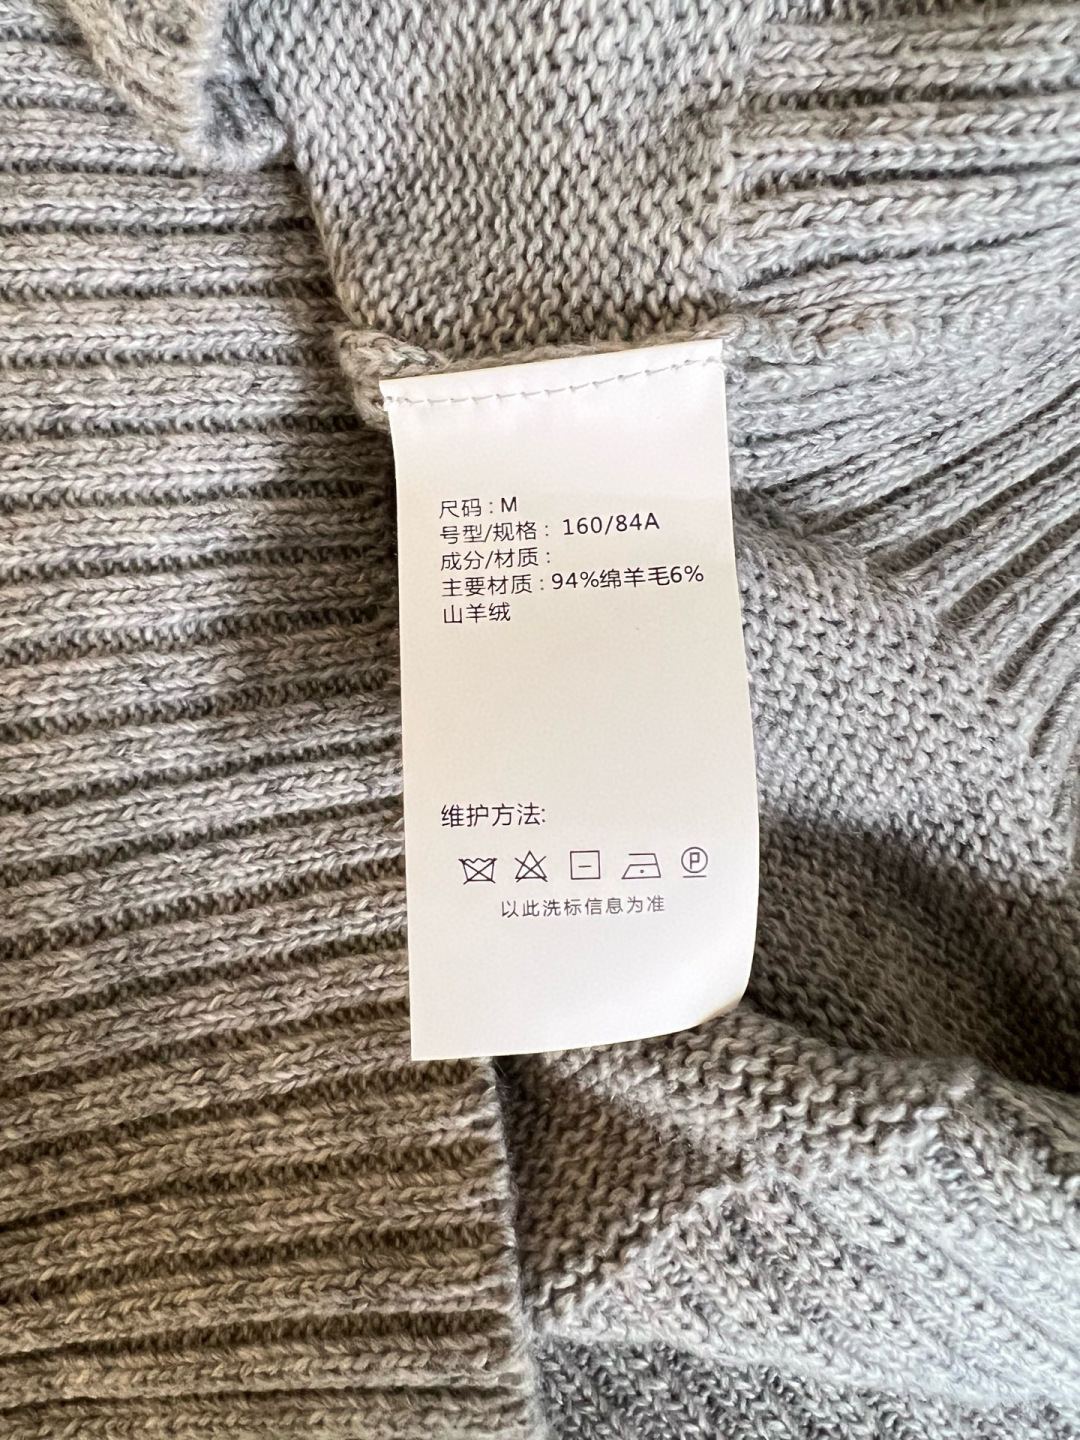 尺码 : M
号型/规格 : 160/84A
成分/材质 :
主要材质 : 94%绵羊毛6%
山羊绒
维护方法:
P
以此洗标信息为准